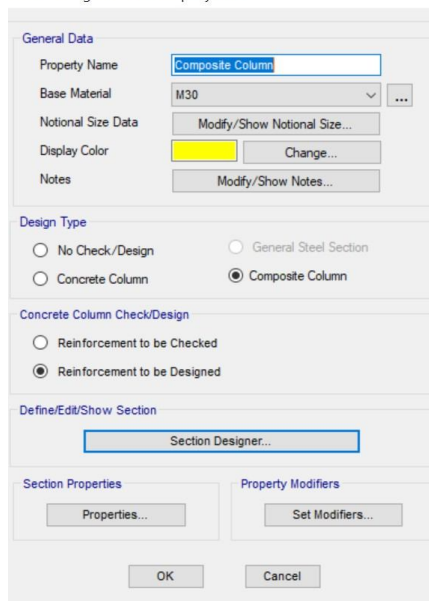 General Data
Property Name Composite Column
Base Material M30 ...
Notional Size Data Modify/Show Notional Size...
Display Color Change...
Notes Modify/Show Notes...
Design Type
No Check/Design General Steel Section
Concrete Column Composite Column
Concrete Column Check/Design
Reinforcement to be Checked
Reinforcement to be Designed
Define/Edit/Show Section
Section Designer...
Section Properties Property Modifiers
Properties... Set Modifiers...
OK Cancel